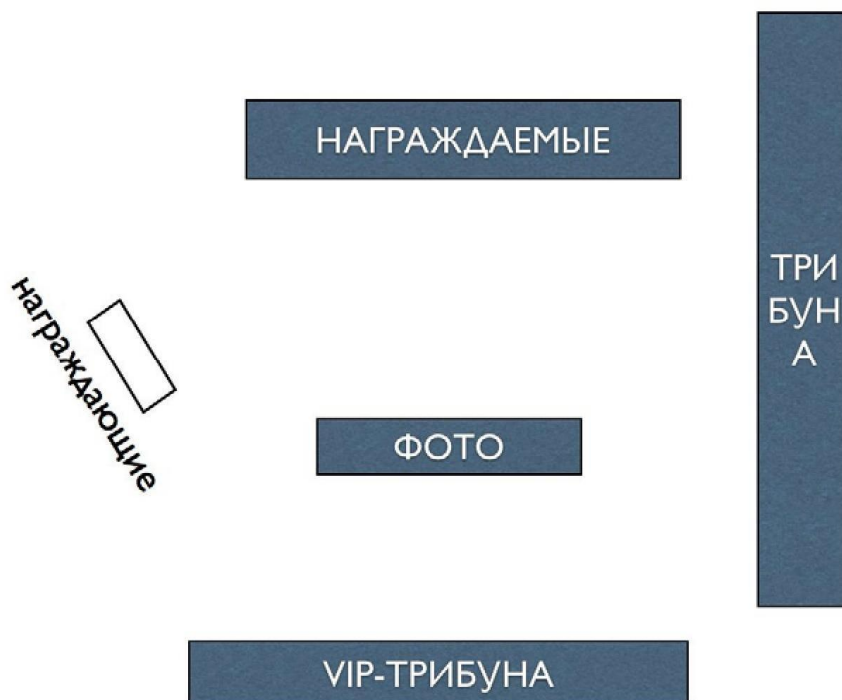 НАГРАЖДАЕМЫЕ
ТРИ
БУН
А
награждающие
ФОТО
VIP-ТРИБУНА